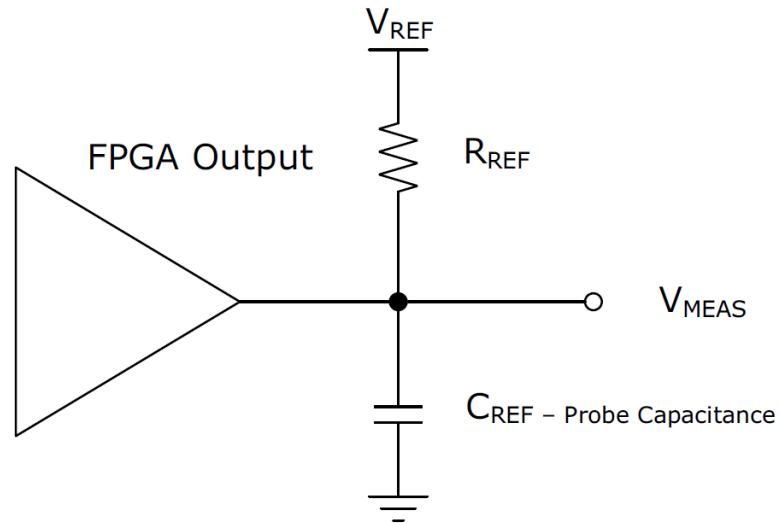 VREF
FPGA Output
RREF
VMEAS
CREF – Probe Capacitance